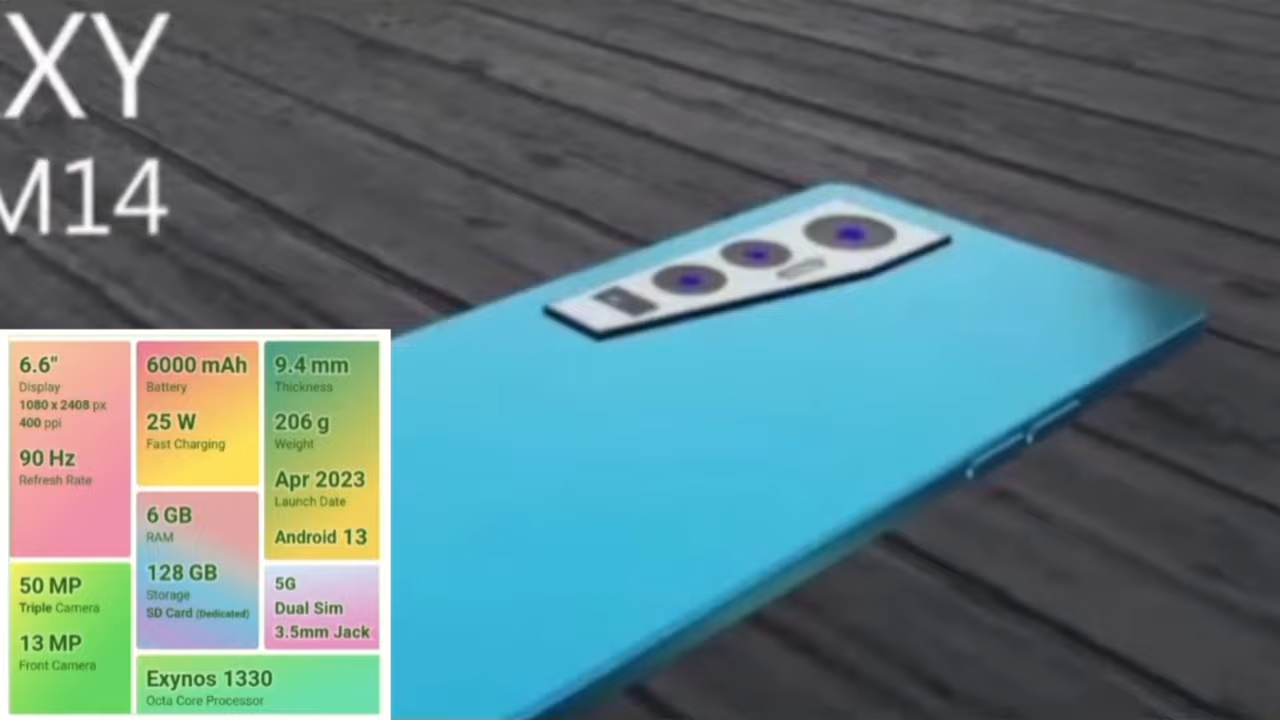 XY
M14
6.6"
Display
1080 x 2408 px
400 ppi
90 Hz
Refresh Rate
50 MP
Triple Camera
13 MP
Front Camera
6000 mAh
Battery
25 W
Fast Charging
6 GB
RAM
128 GB
Storage
SD Card (Dedicated)
9.4 mm
Thickness
206 g
Weight
Apr 2023
Launch Date
Android 13
5G
Dual Sim
3.5mm Jack
Exynos 1330
Octa Core Processor